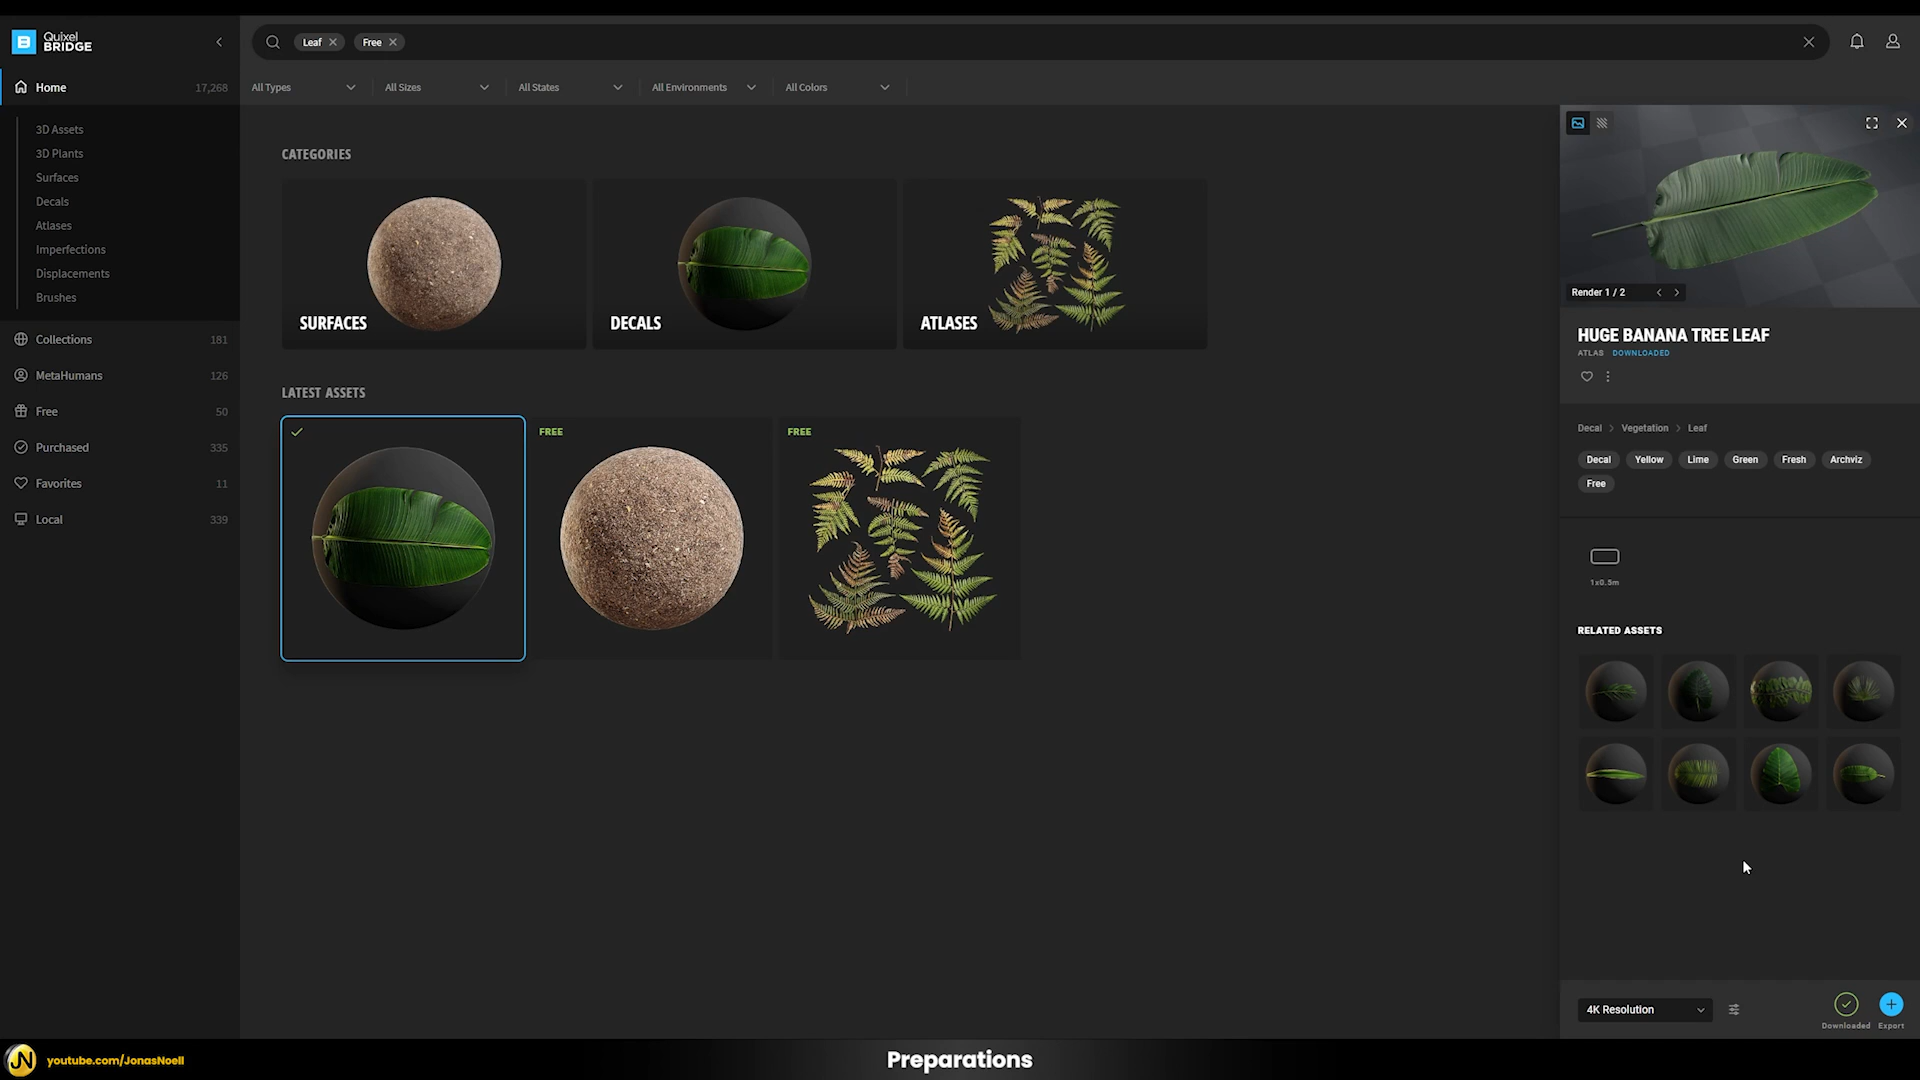 Quixel
BRIDGE
Leaf
Free
Home 17,268
All Types
All Sizes
All States
All Environments
All Colors
3D Assets
3D Plants
Surfaces
Decals
Atlases
Imperfections
Displacements
Brushes
Collections 181
MetaHumans 126
Free 50
Purchased 335
Favorites 11
Local 339
CATEGORIES
SURFACES
DECALS
ATLASES
LATEST ASSETS
FREE
FREE
Render 1 / 2
HUGE BANANA TREE LEAF
ATLAS DOWNLOADED
Decal > Vegetation > Leaf
Decal Yellow Lime Green Fresh Archviz
Free
1x0.5m
RELATED ASSETS
4K Resolution
Downloaded
Export
JN youtube.com/JonasNoell
Preparations